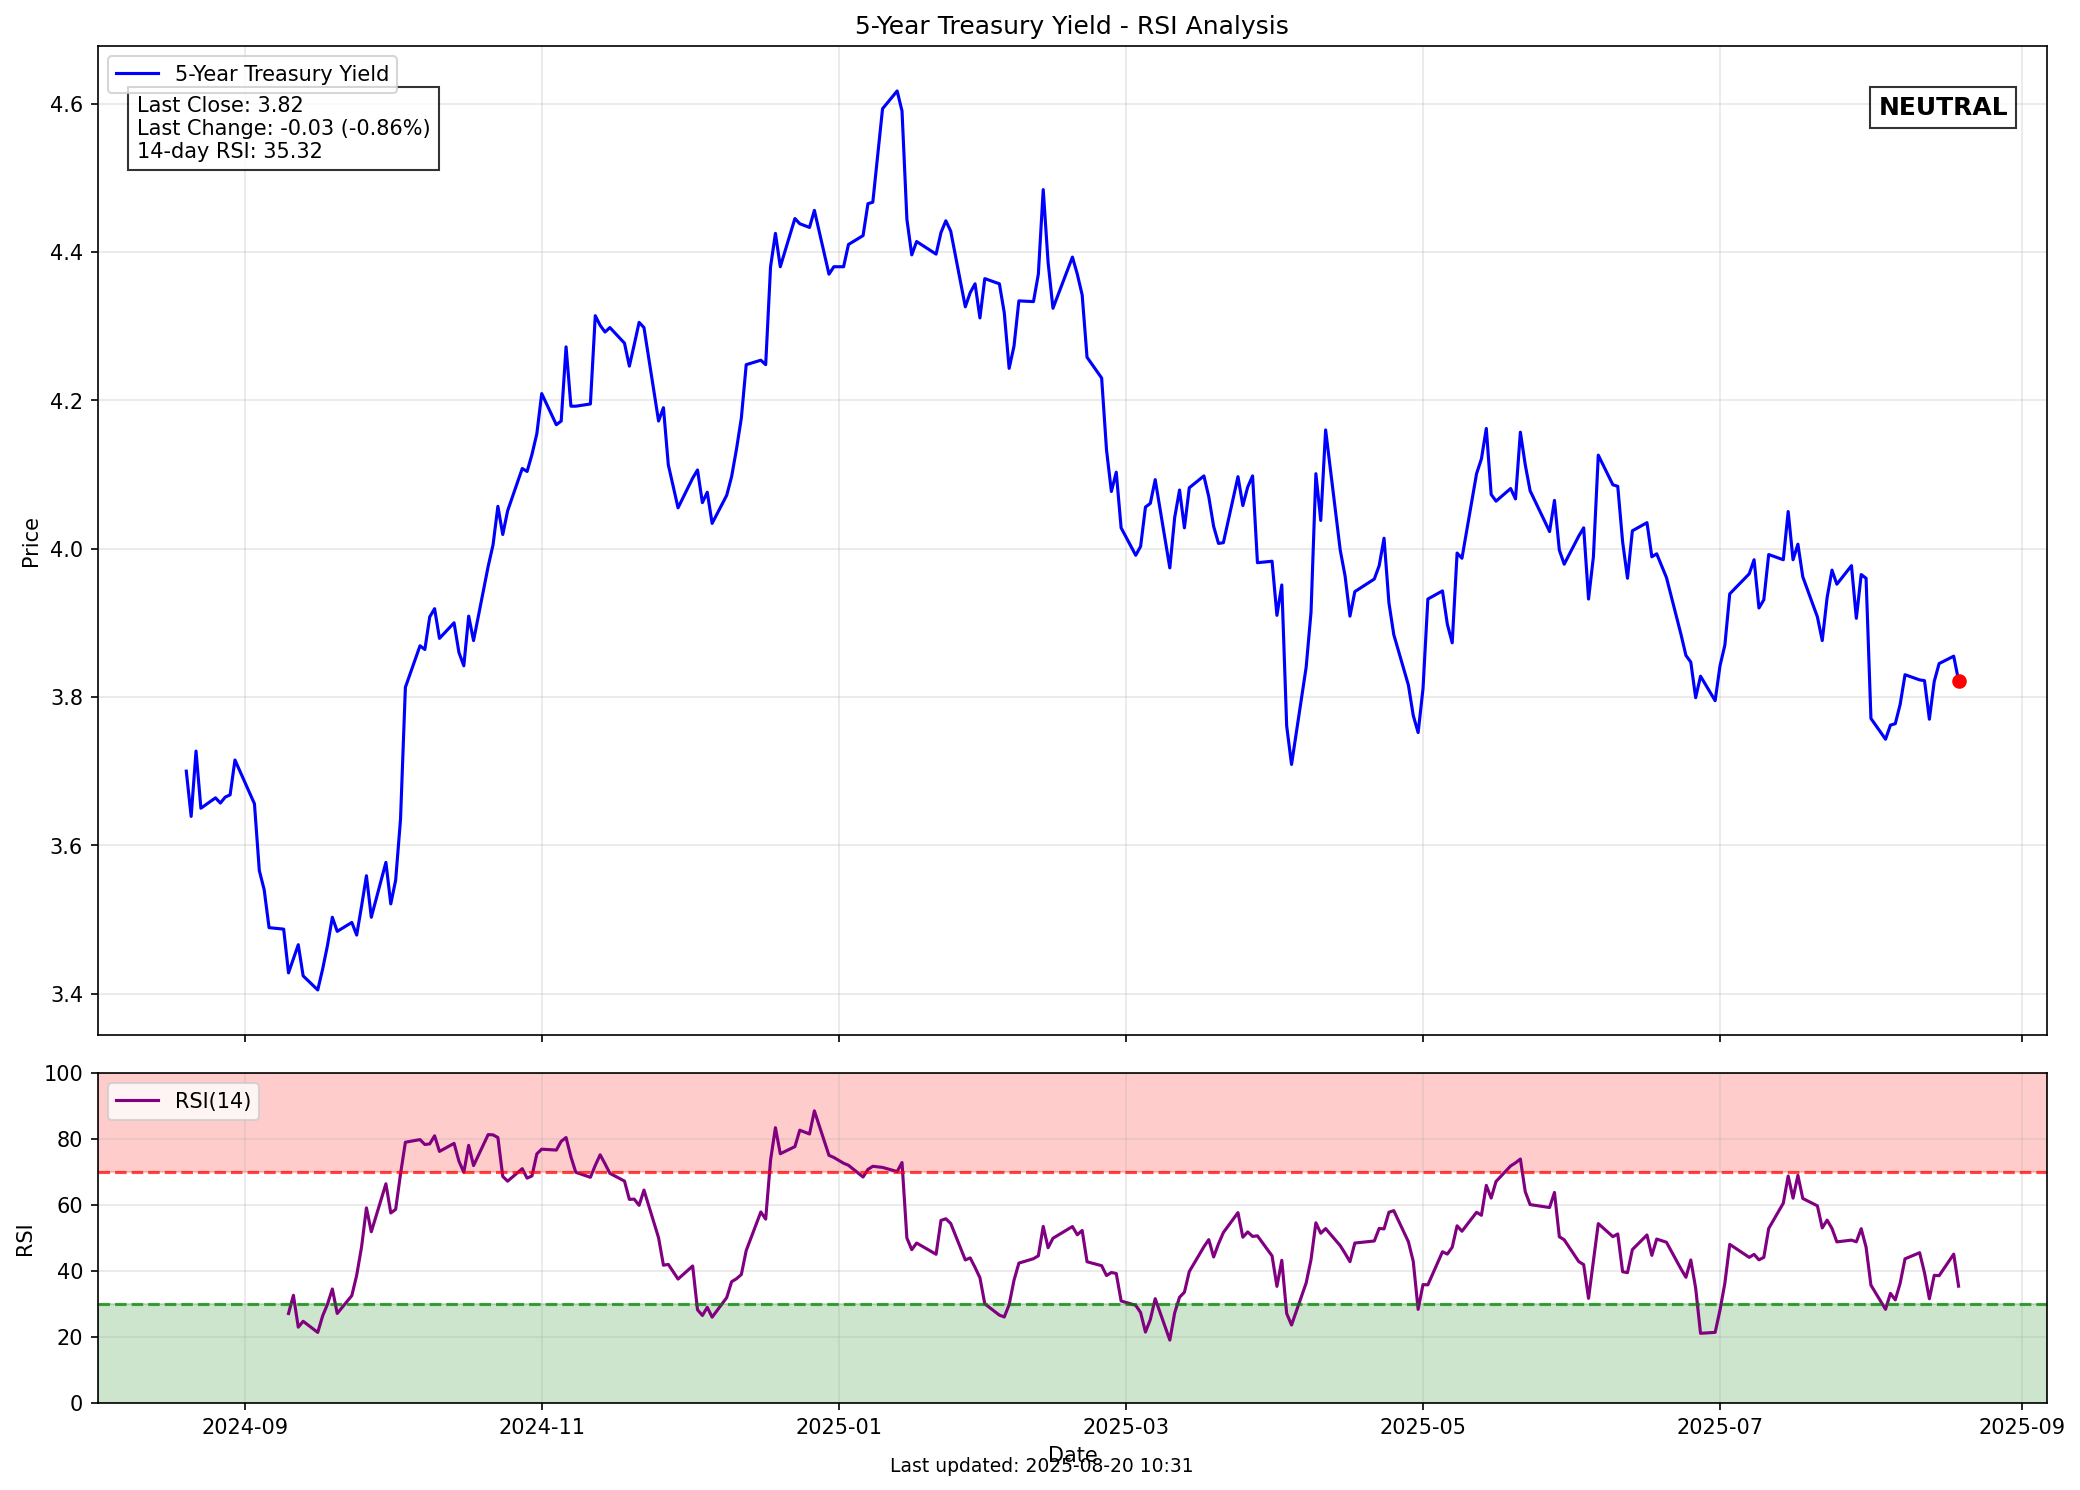 5-Year Treasury Yield - RSI Analysis
5-Year Treasury Yield
Last Close: 3.82
Last Change: -0.03 (-0.86%)
14-day RSI: 35.32
NEUTRAL
Price
4.6
4.4
4.2
4.0
3.8
3.6
3.4
RSI(14)
RSI
100
80
60
40
20
0
2024-09
2024-11
2025-01
2025-03
2025-05
2025-07
2025-09
Date
Last updated: 2025-08-20 10:31